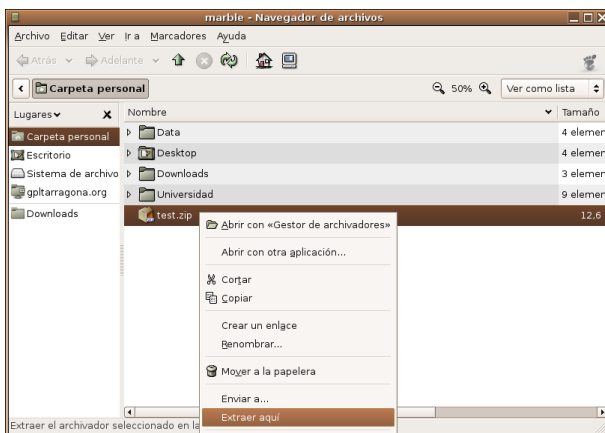 marble - Navegador de archivos
Archivo Editar Ver Ir a Marcadores Ayuda
Atrás Adelante
Carpeta personal 50% Ver como lista
Lugares Nombre Tamaño
Carpeta personal Data 4 elemen
Escritorio Desktop 4 elemen
Sistema de archivo Downloads 3 elemen
gpltarragona.org Universidad 9 elemen
Downloads test.zip 12,6
Abrir con «Gestor de archivadores»
Abrir con otra aplicación...
Cortar
Copiar
Crear un enlace
Renombrar...
Mover a la papelera
Enviar a...
Extraer aquí
Extraer el archivador seleccionado en la